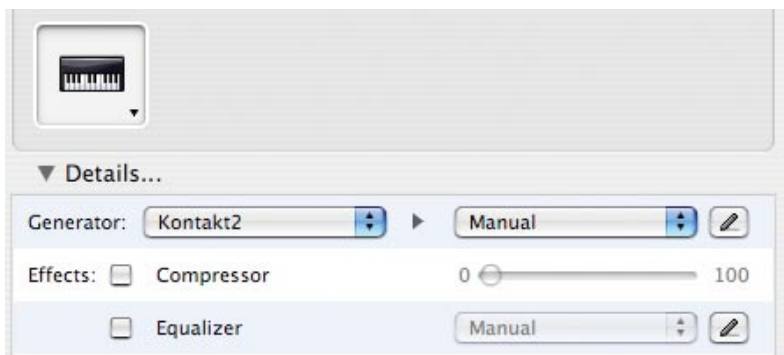 Details...
Generator: Kontakt2 Manual
Effects: Compressor 0 100
Equalizer Manual